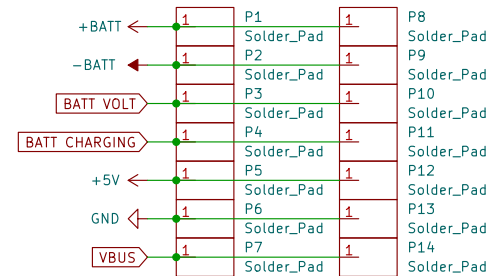 +BATT 1 P1 Solder_Pad 1 P8 Solder_Pad
-BATT 1 P2 Solder_Pad 1 P9 Solder_Pad
BATT VOLT 1 P3 Solder_Pad 1 P10 Solder_Pad
BATT CHARGING 1 P4 Solder_Pad 1 P11 Solder_Pad
+5V 1 P5 Solder_Pad 1 P12 Solder_Pad
GND 1 P6 Solder_Pad 1 P13 Solder_Pad
VBUS 1 P7 Solder_Pad 1 P14 Solder_Pad